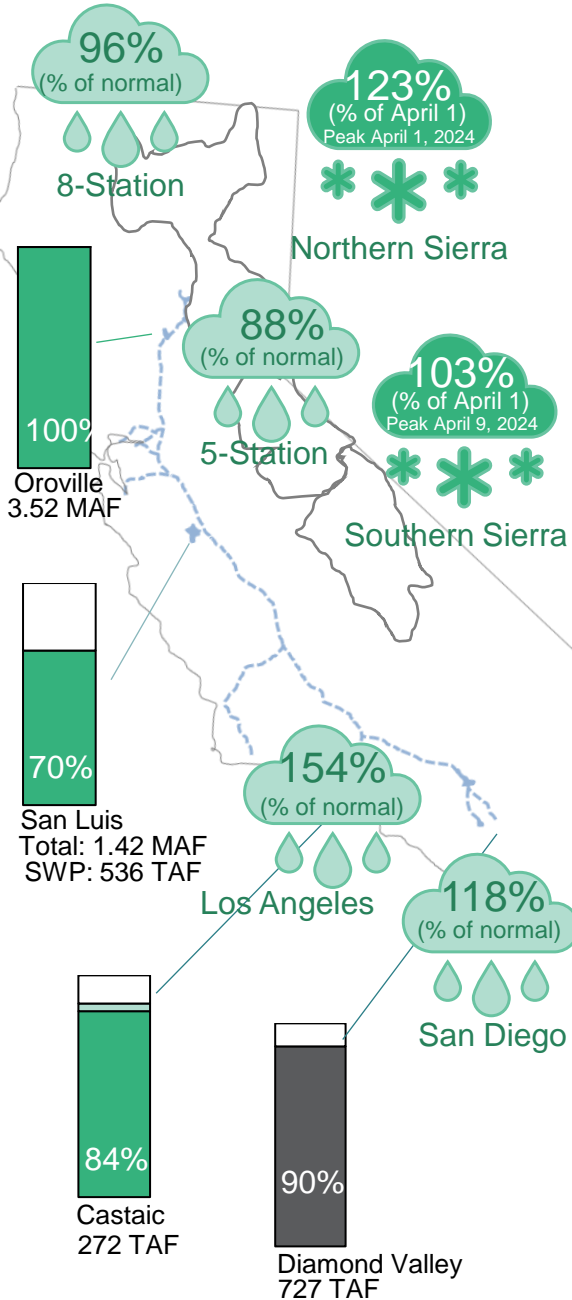 96%
(% of normal)
8-Station
123%
(% of April 1)
Peak April 1, 2024
Northern Sierra
100%
Oroville
3.52 MAF
88%
(% of normal)
5-Station
103%
(% of April 1)
Peak April 9, 2024
Southern Sierra
70%
San Luis
Total: 1.42 MAF
SWP: 536 TAF
154%
(% of normal)
Los Angeles
118%
(% of normal)
San Diego
84%
Castaic
272 TAF
90%
Diamond Valley
727 TAF